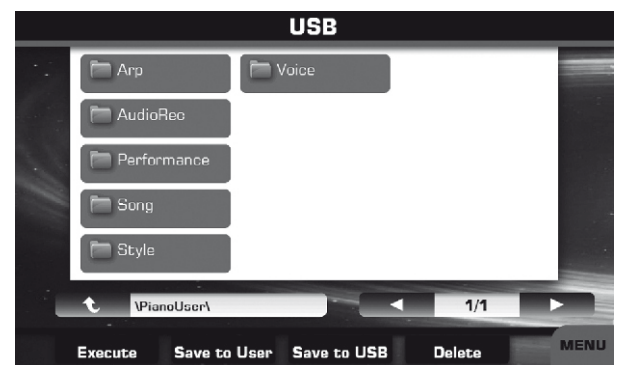 USB
Arp
Voice
AudioRec
Performance
Song
Style
\PianoUser\
1/1
Execute
Save to User
Save to USB
Delete
MENU